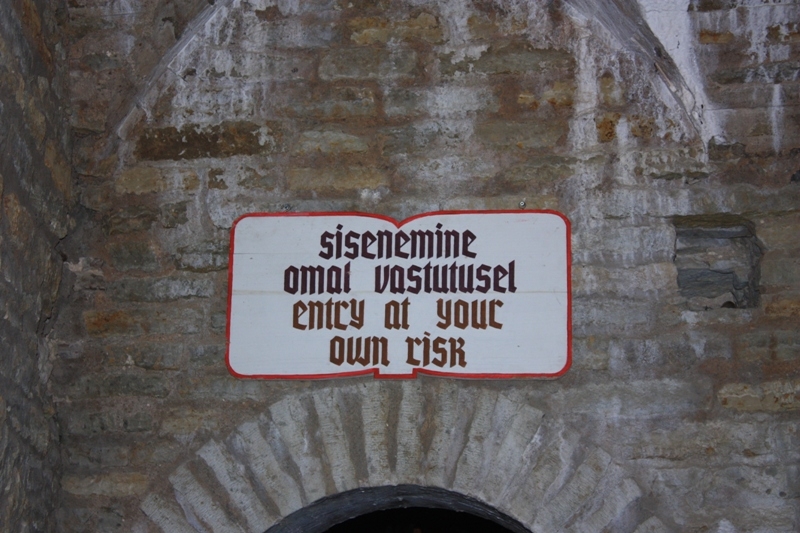 sisenemine
omal vastutusel
entry at your
own risk